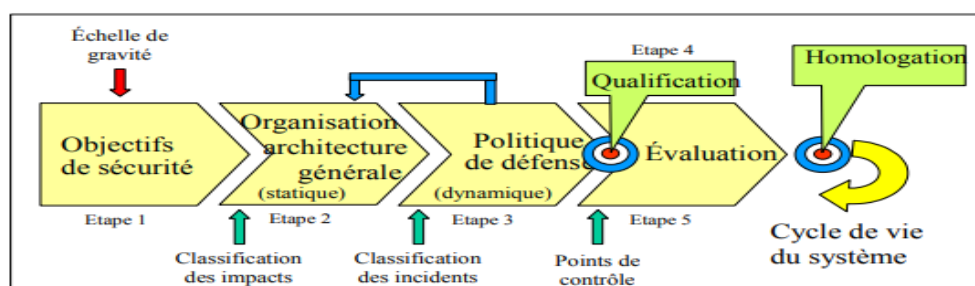 Échelle de
gravité
Objectifs
de sécurité
Etape 1
Organisation
architecture
générale
(statique)
Etape 2
Classification
des impacts
Politique
de défense
(dynamique)
Etape 3
Classification
des incidents
Etape 4
Qualification
Évaluation
Etape 5
Points de
contrôle
Homologation
Cycle de vie
du système